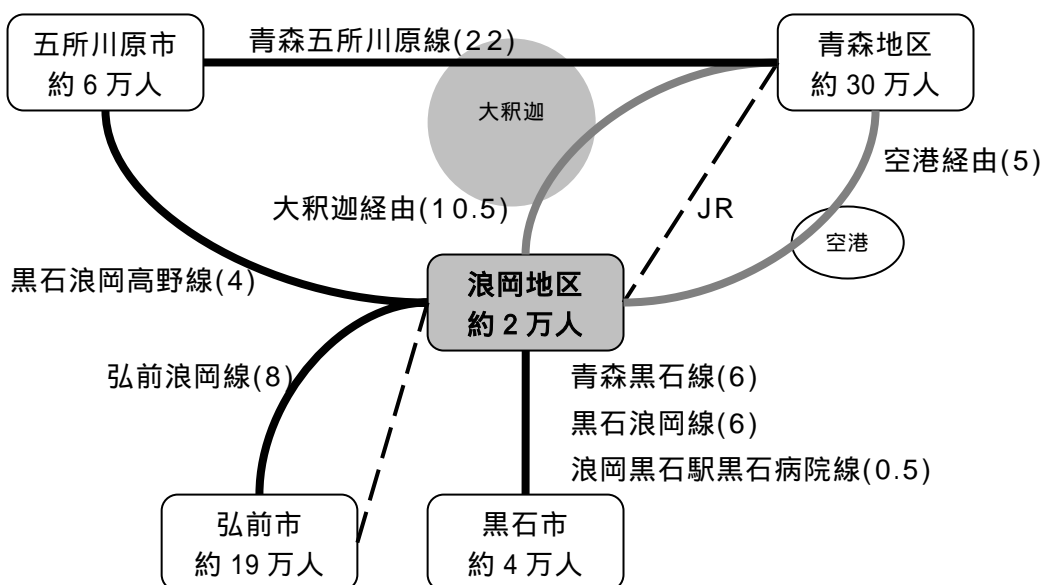 五所川原市
約6万人
青森五所川原線(22)
青森地区
約30万人
大釈迦
空港経由(5)
大釈迦経由(10.5)
JR
空港
黒石浪岡高野線(4)
浪岡地区
約2万人
弘前浪岡線(8)
青森黒石線(6)
黒石浪岡線(6)
浪岡黒石駅黒石病院線(0.5)
弘前市
約19万人
黒石市
約4万人